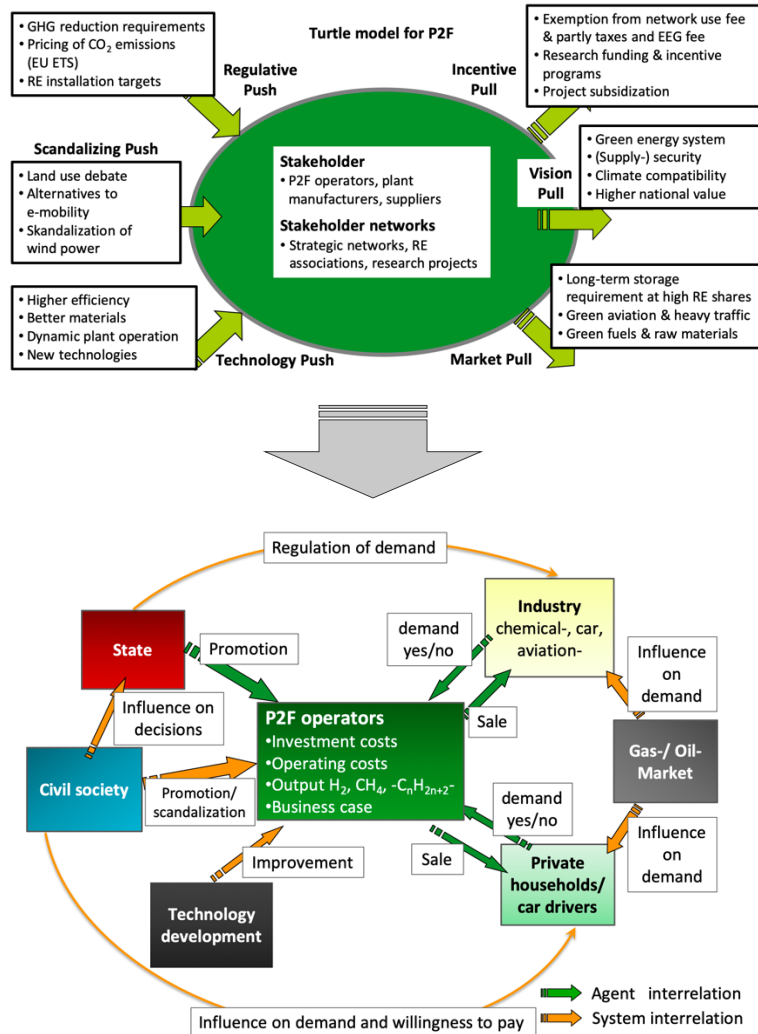 • GHG reduction requirements
• Pricing of CO₂ emissions
(EU ETS)
• RE installation targets
Turtle model for P2F
• Exemption from network use fee
& partly taxes and EEG fee
• Research funding & incentive
programs
• Project subsidization
Regulative
Push
Incentive
Pull
Scandalizing Push
• Land use debate
• Alternatives to
e-mobility
• Skandalization of
wind power
Stakeholder
• P2F operators, plant
manufacturers, suppliers
Stakeholder networks
• Strategic networks, RE
associations, research projects
Vision
Pull
• Green energy system
• (Supply-) security
• Climate compatibility
• Higher national value
• Higher efficiency
• Better materials
• Dynamic plant operation
• New technologies
Technology Push
Market Pull
• Long-term storage
requirement at high RE shares
• Green aviation & heavy traffic
• Green fuels & raw materials
Regulation of demand
State
Promotion
demand
yes/no
Industry
chemical-, car,
aviation-
Influence
on
demand
Influence on
decisions
P2F operators
•Investment costs
•Operating costs
•Output H₂, CH₄, -CₙH₂ₙ₊₂-
•Business case
Sale
Gas-/ Oil-
Market
Civil society
Promotion/
scandalization
demand
yes/no
Improvement
Sale
Influence
on
demand
Technology
development
Private
households/
car drivers
Agent interrelation
System interrelation
Influence on demand and willingness to pay